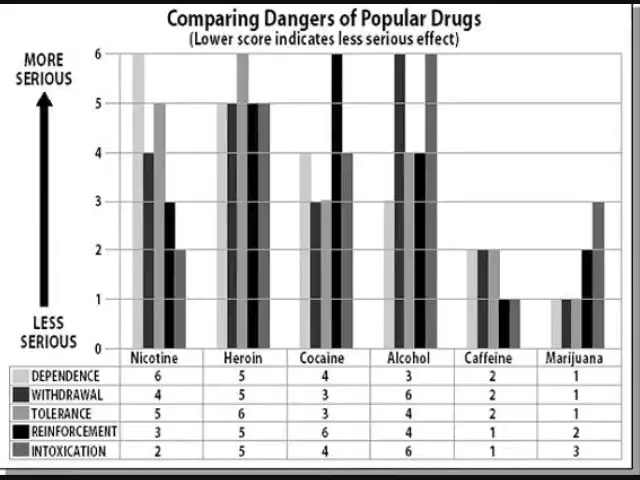 Comparing Dangers of Popular Drugs
(Lower score indicates less serious effect)
MORE
SERIOUS
6
5
4
3
2
1
0
LESS
SERIOUS
Nicotine Heroin Cocaine Alcohol Caffeine Marijuana
DEPENDENCE 6 5 4 3 2 1
WITHDRAWAL 4 5 3 6 2 1
TOLERANCE 5 6 3 4 2 1
REINFORCEMENT 3 5 6 4 1 2
INTOXICATION 2 5 4 6 1 3